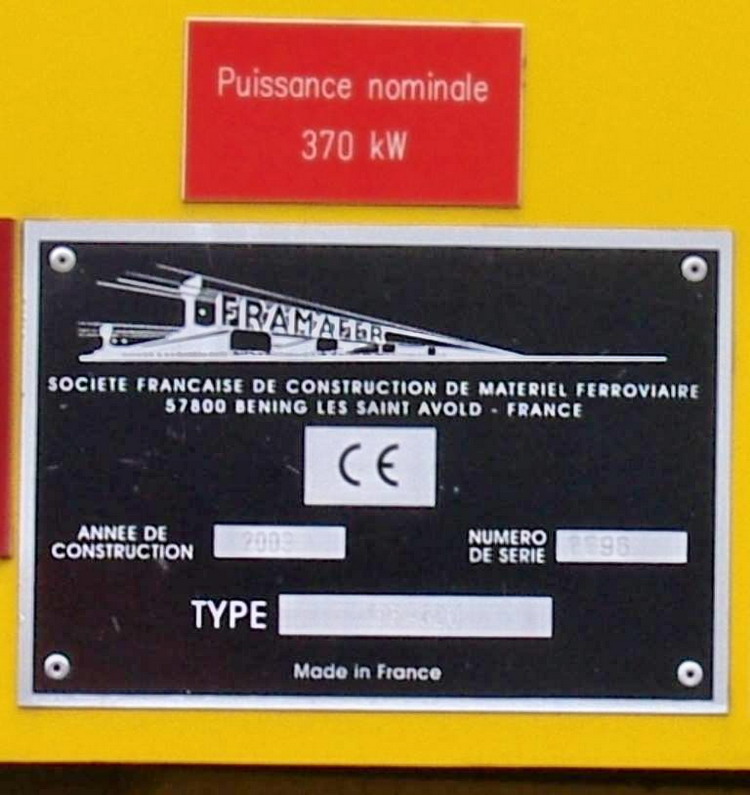 Puissance nominale
370 kW
FRAMAFER
SOCIETE FRANCAISE DE CONSTRUCTION DE MATERIEL FERROVIAIRE
57800 BENING LES SAINT AVOLD - FRANCE
CE
ANNEE DE
CONSTRUCTION
NUMERO
DE SERIE
TYPE
Made in France